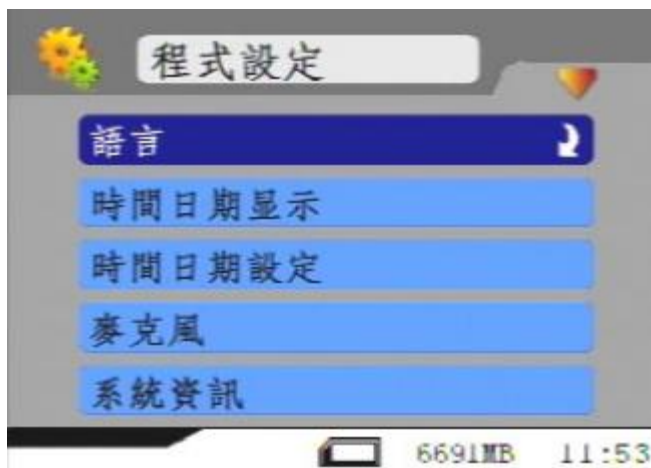 程式設定
語言
時間日期显示
時間日期設定
麥克風
系統資訊
6691MB 11:53